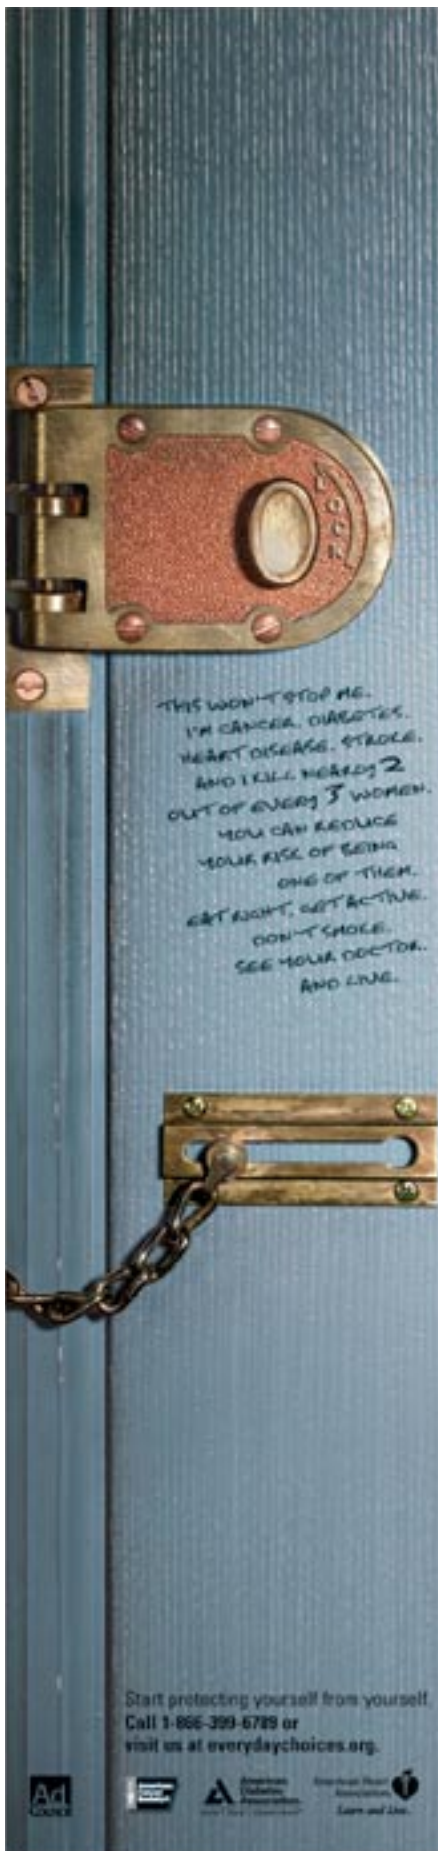 THIS WON'T STOP ME.
I'M CANCER. DIABETES.
HEART DISEASE. STROKE.
AND I KILL NEARLY 2
OUT OF EVERY 3 WOMEN.
YOU CAN REDUCE
YOUR RISK OF BEING
ONE OF THEM.
EAT RIGHT. GET ACTIVE.
DON'T SMOKE.
SEE YOUR DOCTOR.
AND LIVE.
Start protecting yourself from yourself.
Call 1-866-399-6789 or
visit us at everydaychoices.org.
Ad
COUNCIL
American
Cancer
Society
American
Diabetes
Association
American Heart
Association
Learn and Live